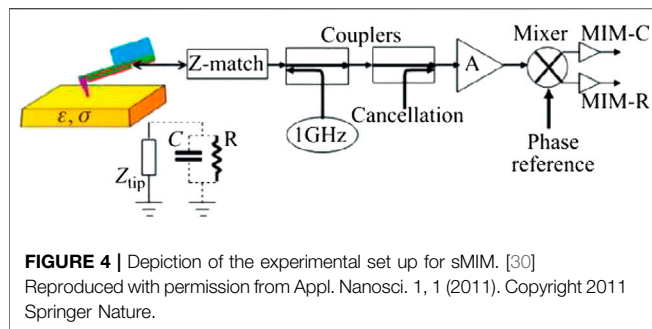 Couplers
Mixer
MIM-C
Z-match
A
MIM-R
ε, σ
1GHz
Cancellation
Phase
reference
C
R
Ztip
FIGURE 4 | Depiction of the experimental set up for sMIM. [30]
Reproduced with permission from Appl. Nanosci. 1, 1 (2011). Copyright 2011
Springer Nature.